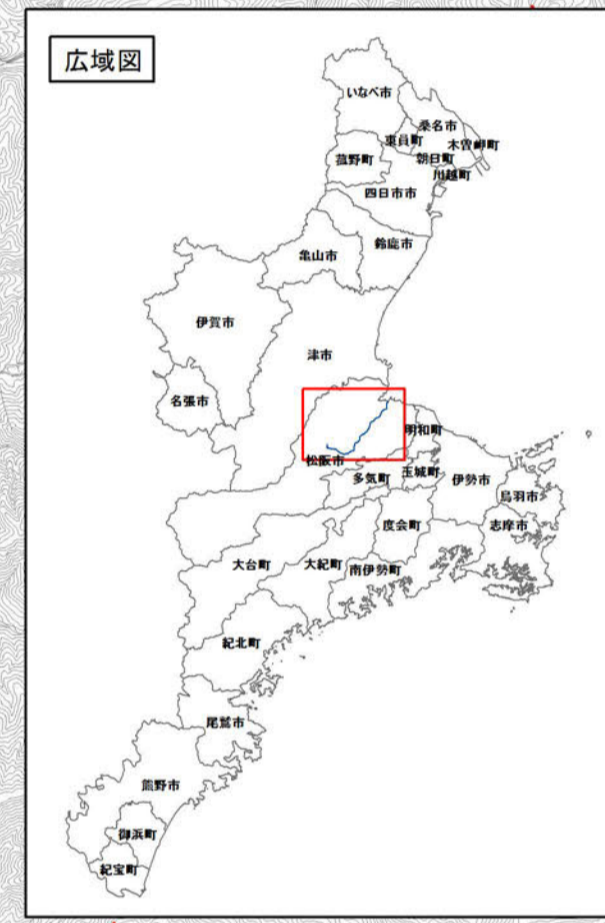 広域図
いなべ市
桑名市
東員町
木曽岬町
朝日町
菰野町
川越町
四日市市
鈴鹿市
亀山市
伊賀市
津市
名張市
明和町
松阪市
玉城町
多気町
伊勢市
鳥羽市
度会町
志摩市
大台町
大紀町
南伊勢町
紀北町
尾鷲市
熊野市
御浜町
紀宝町